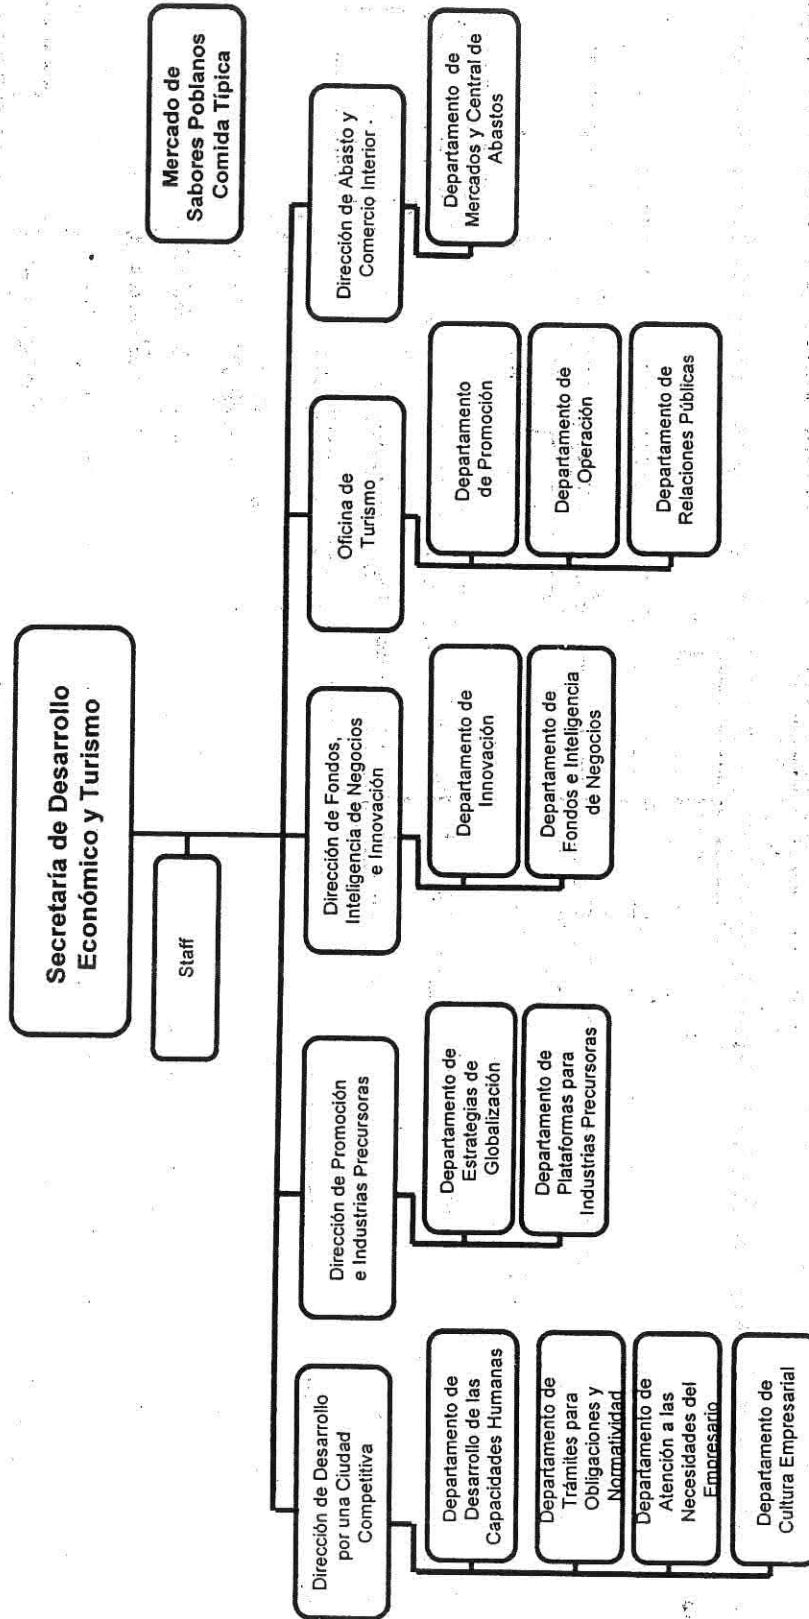 Secretaría de Desarrollo
Económico y Turismo
Mercado de
Sabores Poblanos
Comida Típica
Staff
Dirección de Desarrollo
por una Ciudad
Competitiva
Departamento de
Desarrollo de las
Capacidades Humanas
Departamento de
Trámites para
Obligaciones y
Normatividad
Departamento de
Atención a las
Necesidades del
Empresario
Departamento de
Cultura Empresarial
Dirección de Promoción
e Industrias Precursoras
Departamento de
Estrategias de
Globalización
Departamento de
Plataformas para
Industrias Precursoras
Dirección de Fondos,
Inteligencia de Negocios
e Innovación
Departamento de
Innovación
Departamento de
Fondos e Inteligencia
de Negocios
Oficina de
Turismo
Departamento
de Promoción
Departamento de
Operación
Departamento de
Relaciones Públicas
Dirección de Abasto y
Comercio Interior
Departamento de
Mercados y Central de
Abastos